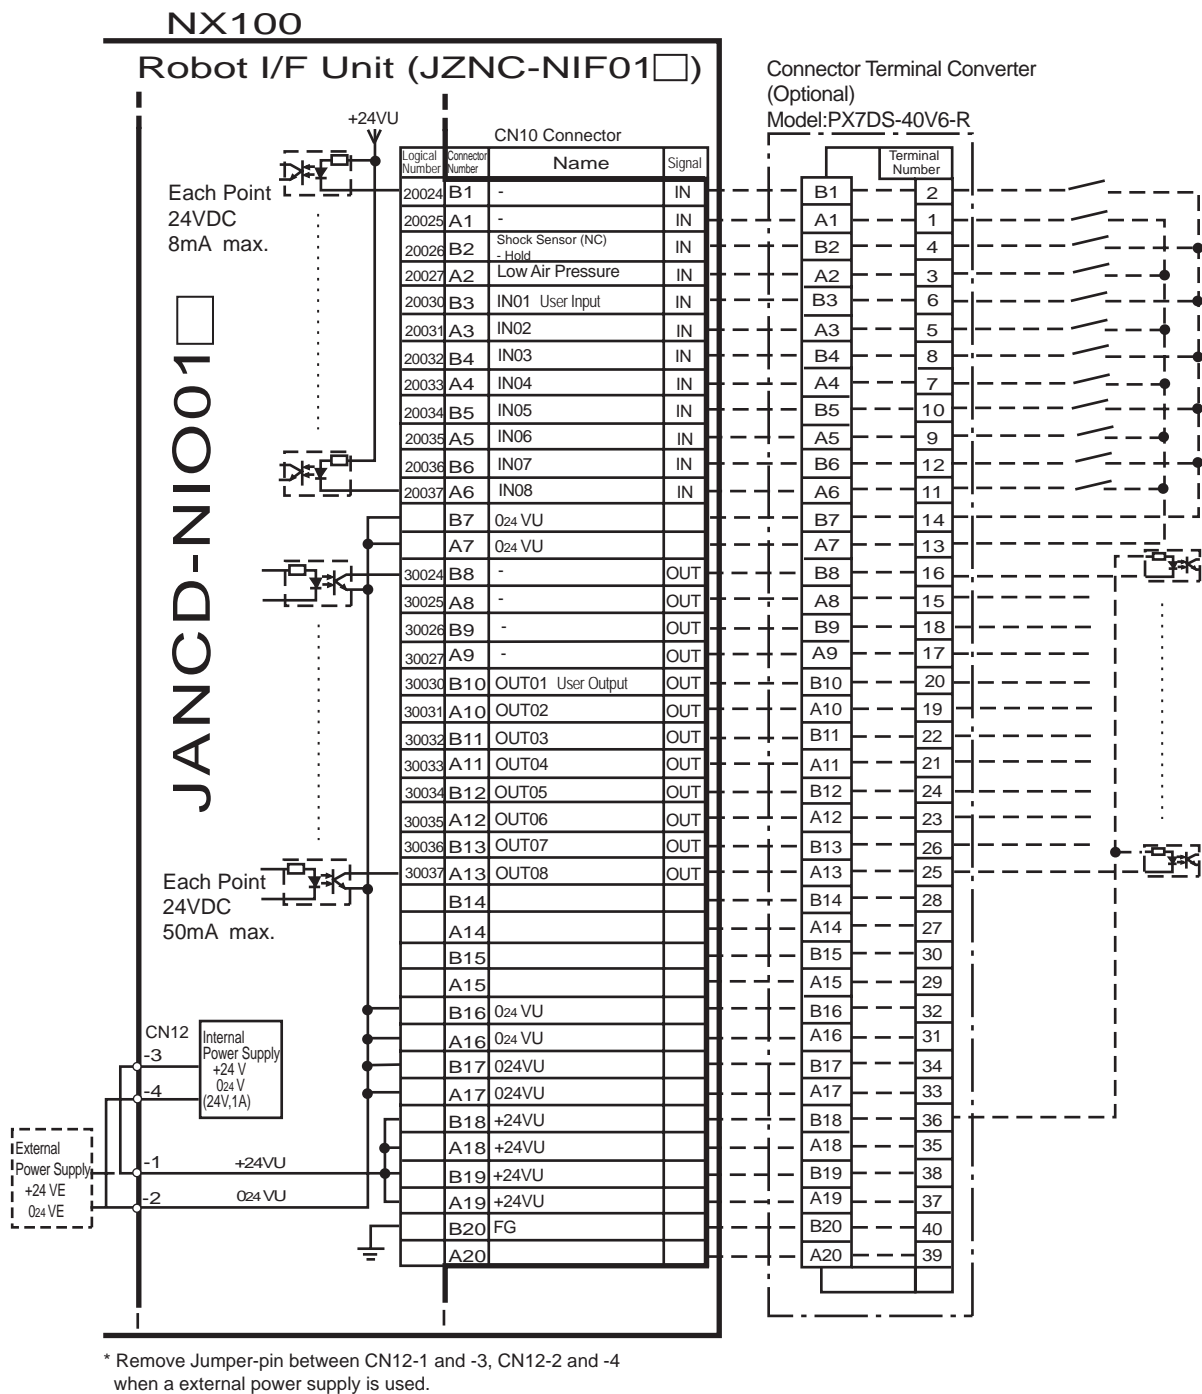 NX100
Robot I/F Unit (JZNC-NIF01□)
Connector Terminal Converter
(Optional)
Model:PX7DS-40V6-R
+24VU
CN10 Connector
Logical Number Connector Number Name Signal
Terminal Number
Each Point
24VDC
8mA max.
JANCD-NIO01□
20024 B1 - IN B1 2
20025 A1 - IN A1 1
20026 B2 Shock Sensor (NC) - Hold IN B2 4
20027 A2 Low Air Pressure IN A2 3
20030 B3 IN01 User Input IN B3 6
20031 A3 IN02 IN A3 5
20032 B4 IN03 IN B4 8
20033 A4 IN04 IN A4 7
20034 B5 IN05 IN B5 10
20035 A5 IN06 IN A5 9
20036 B6 IN07 IN B6 12
20037 A6 IN08 IN A6 11
B7 024 VU B7 14
A7 024 VU A7 13
30024 B8 - OUT B8 16
30025 A8 - OUT A8 15
30026 B9 - OUT B9 18
30027 A9 - OUT A9 17
30030 B10 OUT01 User Output OUT B10 20
30031 A10 OUT02 OUT A10 19
30032 B11 OUT03 OUT B11 22
30033 A11 OUT04 OUT A11 21
30034 B12 OUT05 OUT B12 24
30035 A12 OUT06 OUT A12 23
30036 B13 OUT07 OUT B13 26
30037 A13 OUT08 OUT A13 25
Each Point
24VDC
50mA max.
B14 B14 28
A14 A14 27
B15 B15 30
A15 A15 29
B16 024 VU B16 32
A16 024 VU A16 31
B17 024VU B17 34
A17 024VU A17 33
B18 +24VU B18 36
A18 +24VU A18 35
B19 +24VU B19 38
A19 +24VU A19 37
B20 FG B20 40
A20 A20 39
CN12
-3
-4
Internal
Power Supply
+24 V
024 V
(24V,1A)
External
Power Supply
+24 VE
024 VE
-1 +24VU
-2 024 VU
* Remove Jumper-pin between CN12-1 and -3, CN12-2 and -4
when a external power supply is used.